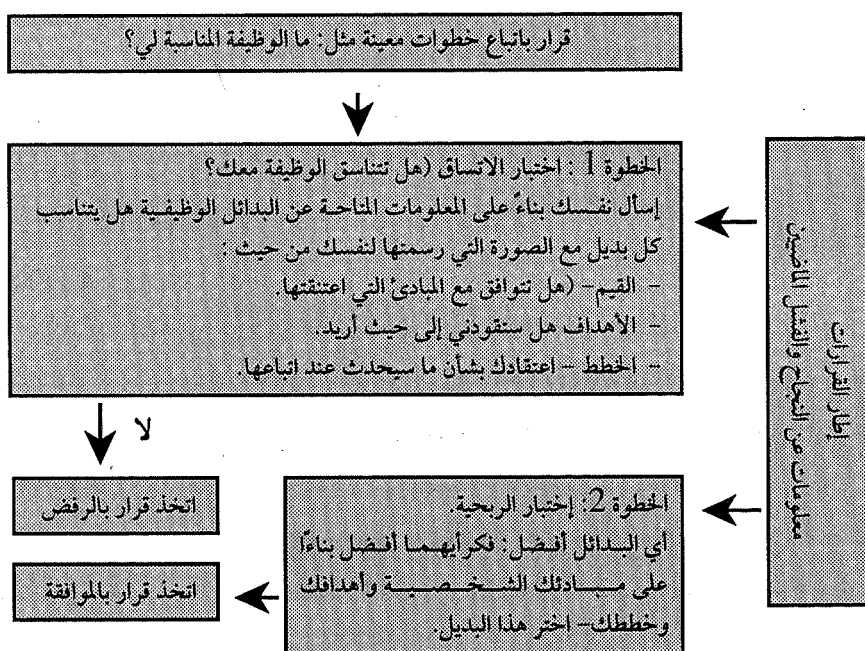 قرار باتباع خطوات معينة مثل: ما الوظيفة المناسبة لي؟
الخطوة 1 : اختبار الاتساق (هل تتناسق الوظيفة معك؟
إسأل نفسك بناءً على المعلومات المتاحة عن البدائل الوظيفية هل يتناسب
كل بديل مع الصورة التي رسمتها لنفسك من حيث :
- القيم- (هل تتوافق مع المبادئ التي اعتنقتها.
- الأهداف هل ستقودني إلى حيث أريد.
- الخطط - اعتقادك بشأن ما سيحدث عند اتباعها.
إطار القرارات
معلومات عن النجاح والفشل الماضيين
لا
اتخذ قرار بالرفض
الخطوة 2: إختبار الربحية.
أي البدائل أفضل: فكر أيهما أفضل بناءًا
على مبادئك الشخصية وأهدافك
وخططك- اختر هذا البديل.
اتخذ قرار بالموافقة